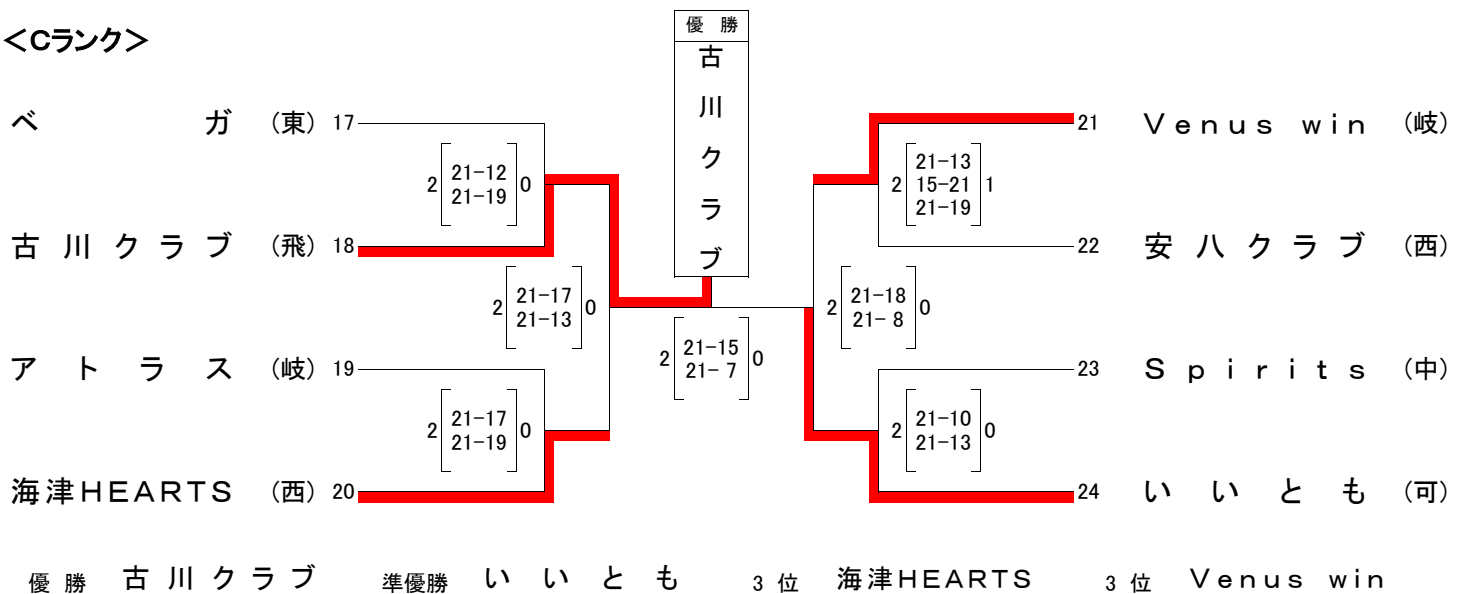 ＜Cランク＞
優 勝
古川クラブ
ベガ （東） 17
21 Venus win （岐）
2 [21-12 21-19] 0
2 [21-13 15-21 21-19] 1
古川クラブ （飛） 18
22 安八クラブ （西）
2 [21-17 21-13] 0
2 [21-18 21- 8] 0
2 [21-15 21- 7] 0
アトラス （岐） 19
23 Spirits （中）
2 [21-17 21-19] 0
2 [21-10 21-13] 0
海津HEARTS （西） 20
24 いいとも （可）
優 勝 古川クラブ 準優勝 いいとも 3 位 海津HEARTS 3 位 Venus win